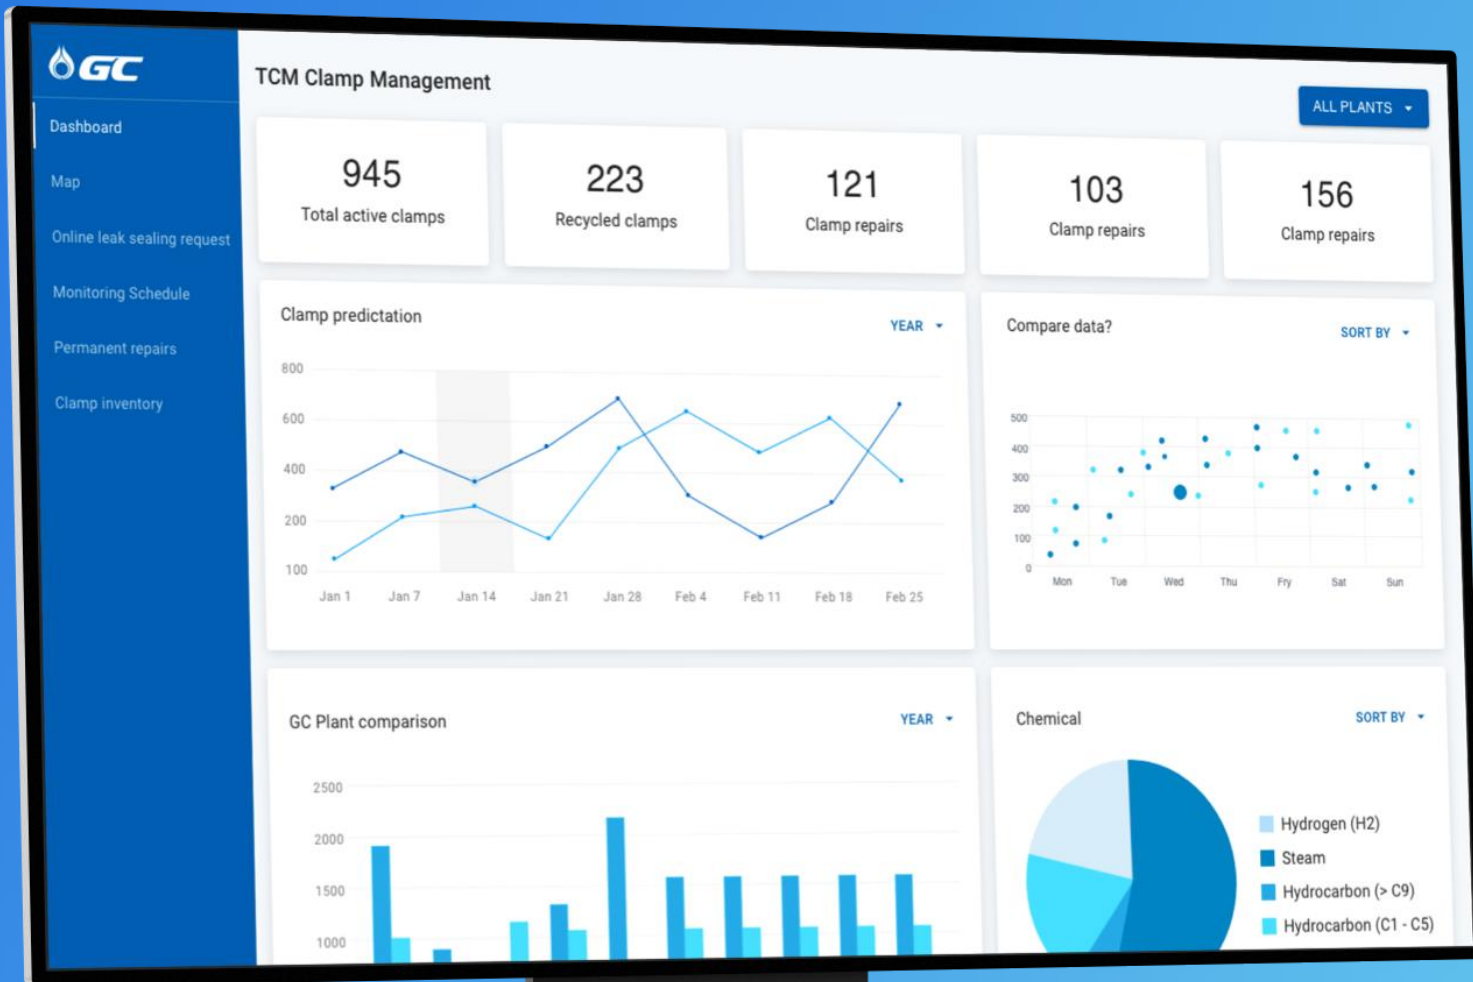 GC
TCM Clamp Management
ALL PLANTS
Dashboard
Map
Online leak sealing request
Monitoring Schedule
Permanent repairs
Clamp inventory
945
Total active clamps
223
Recycled clamps
121
Clamp repairs
103
Clamp repairs
156
Clamp repairs
Clamp predictation
YEAR
800
600
400
200
100
Jan 1 Jan 7 Jan 14 Jan 21 Jan 28 Feb 4 Feb 11 Feb 18 Feb 25
Compare data?
SORT BY
500
400
300
200
100
0
Mon Tue Wed Thu Fry Sat Sun
GC Plant comparison
YEAR
2500
2000
1500
1000
Chemical
SORT BY
Hydrogen (H2)
Steam
Hydrocarbon (> C9)
Hydrocarbon (C1 - C5)